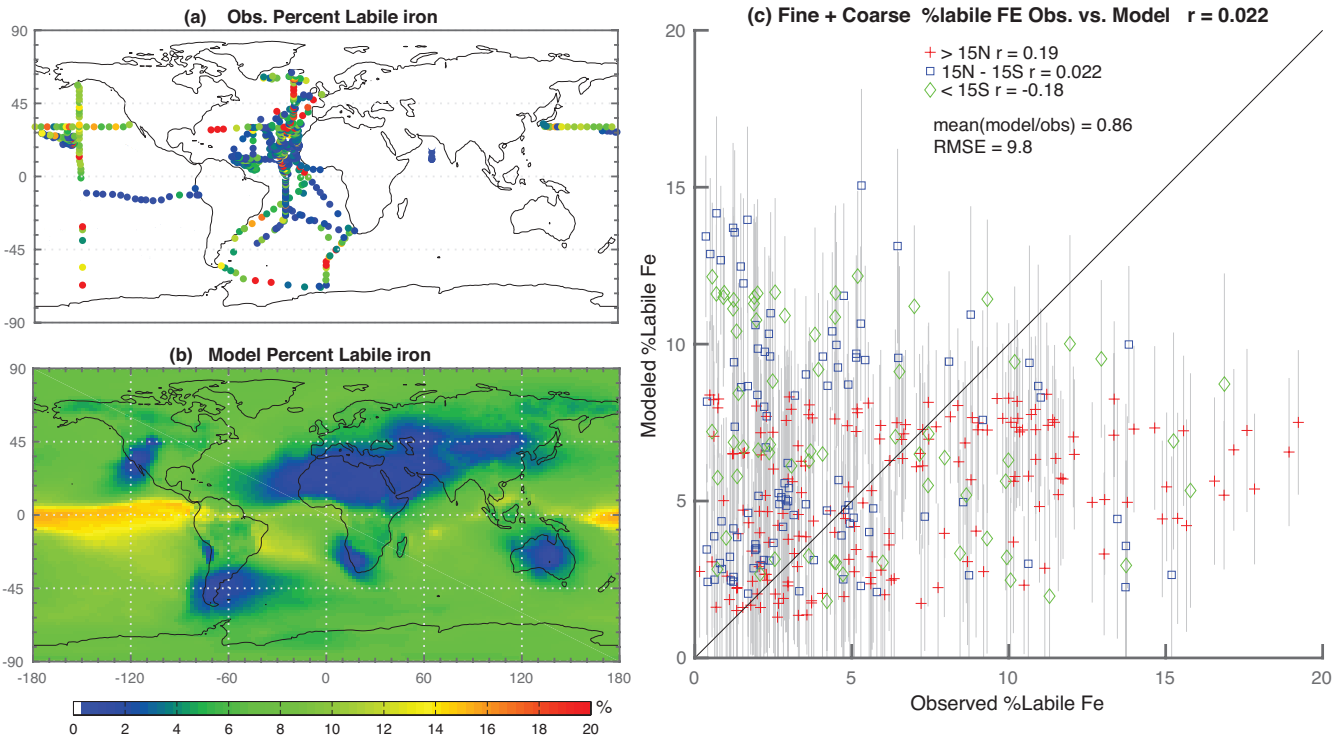 (a) Obs. Percent Labile iron
90
45
0
-45
-90
(b) Model Percent Labile iron
90
45
0
-45
-90
-180 -120 -60 0 60 120 180
0 2 4 6 8 10 12 14 16 18 20 %
(c) Fine + Coarse %labile FE Obs. vs. Model r = 0.022
> 15N r = 0.19
15N - 15S r = 0.022
< 15S r = -0.18
mean(model/obs) = 0.86
RMSE = 9.8
Modeled %Labile Fe
20
15
10
5
0
0 5 10 15 20
Observed %Labile Fe